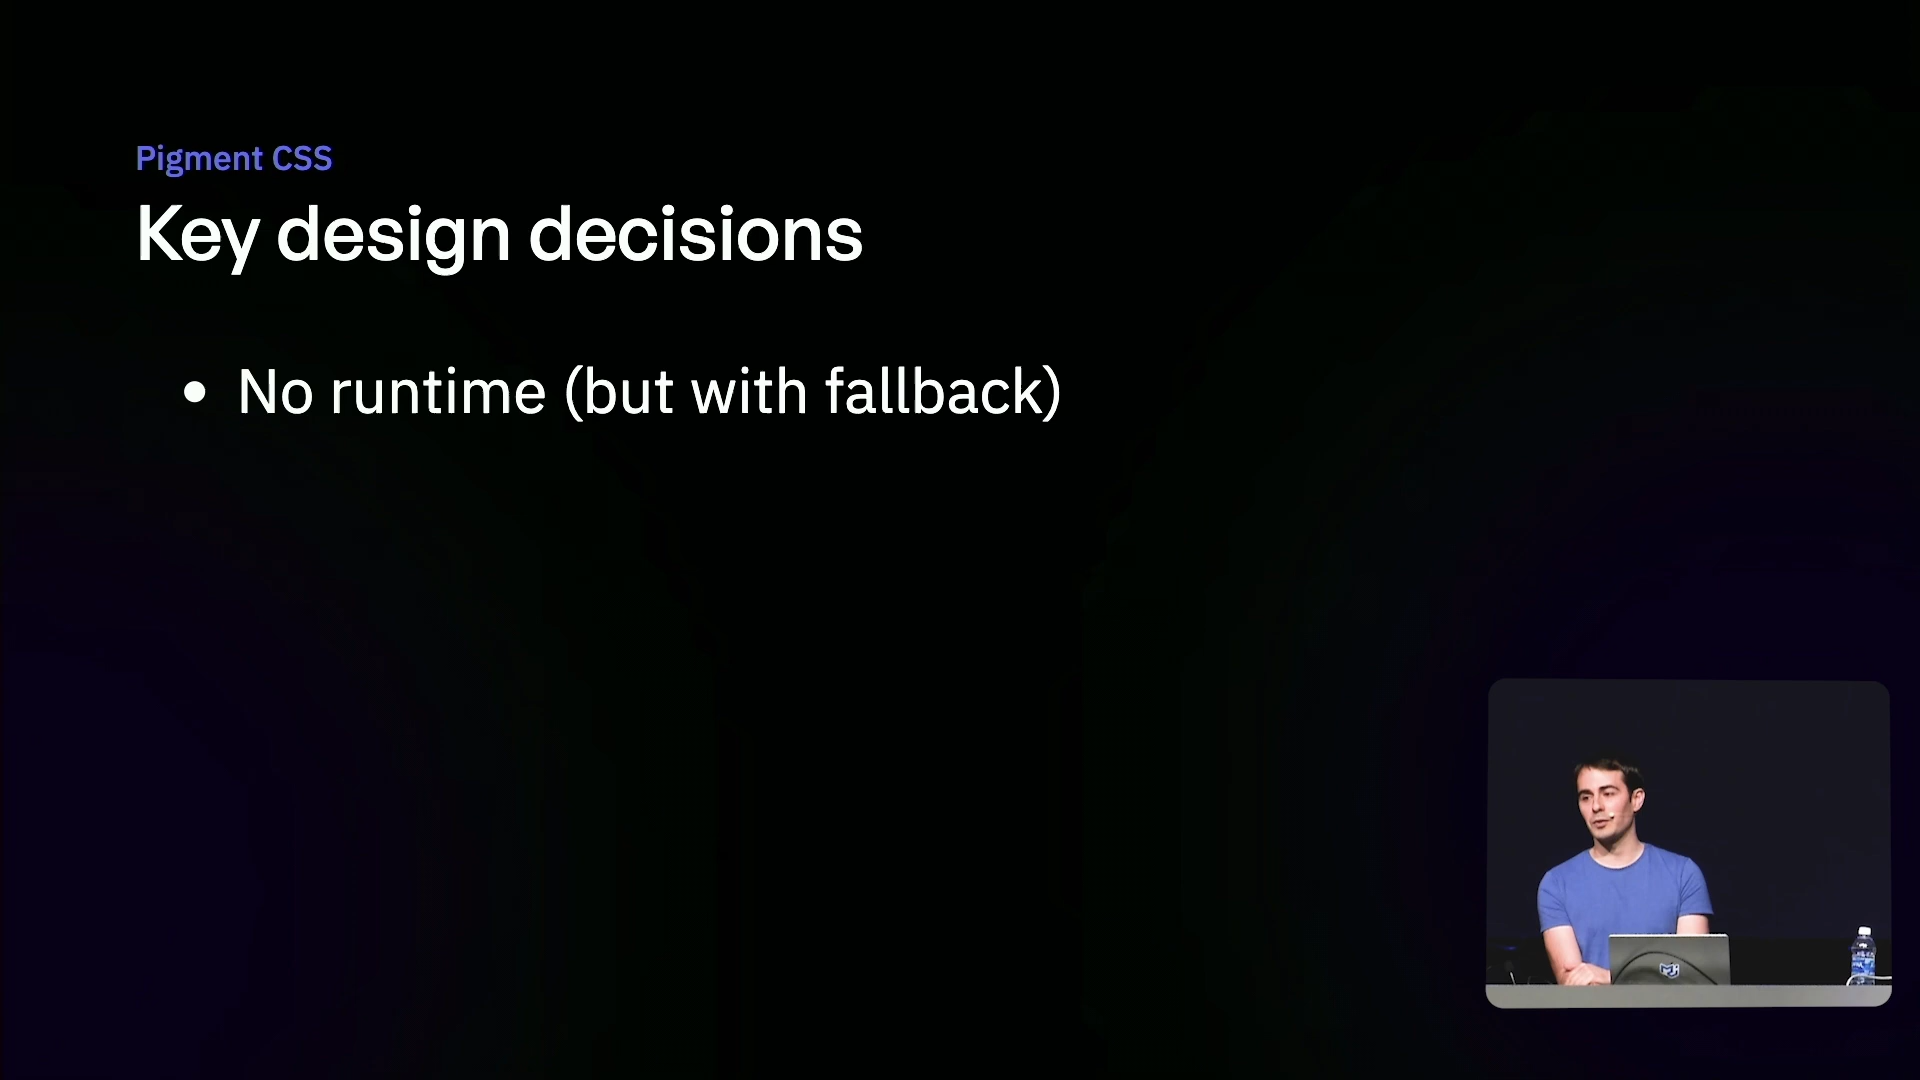 Pigment CSS
Key design decisions
• No runtime (but with fallback)